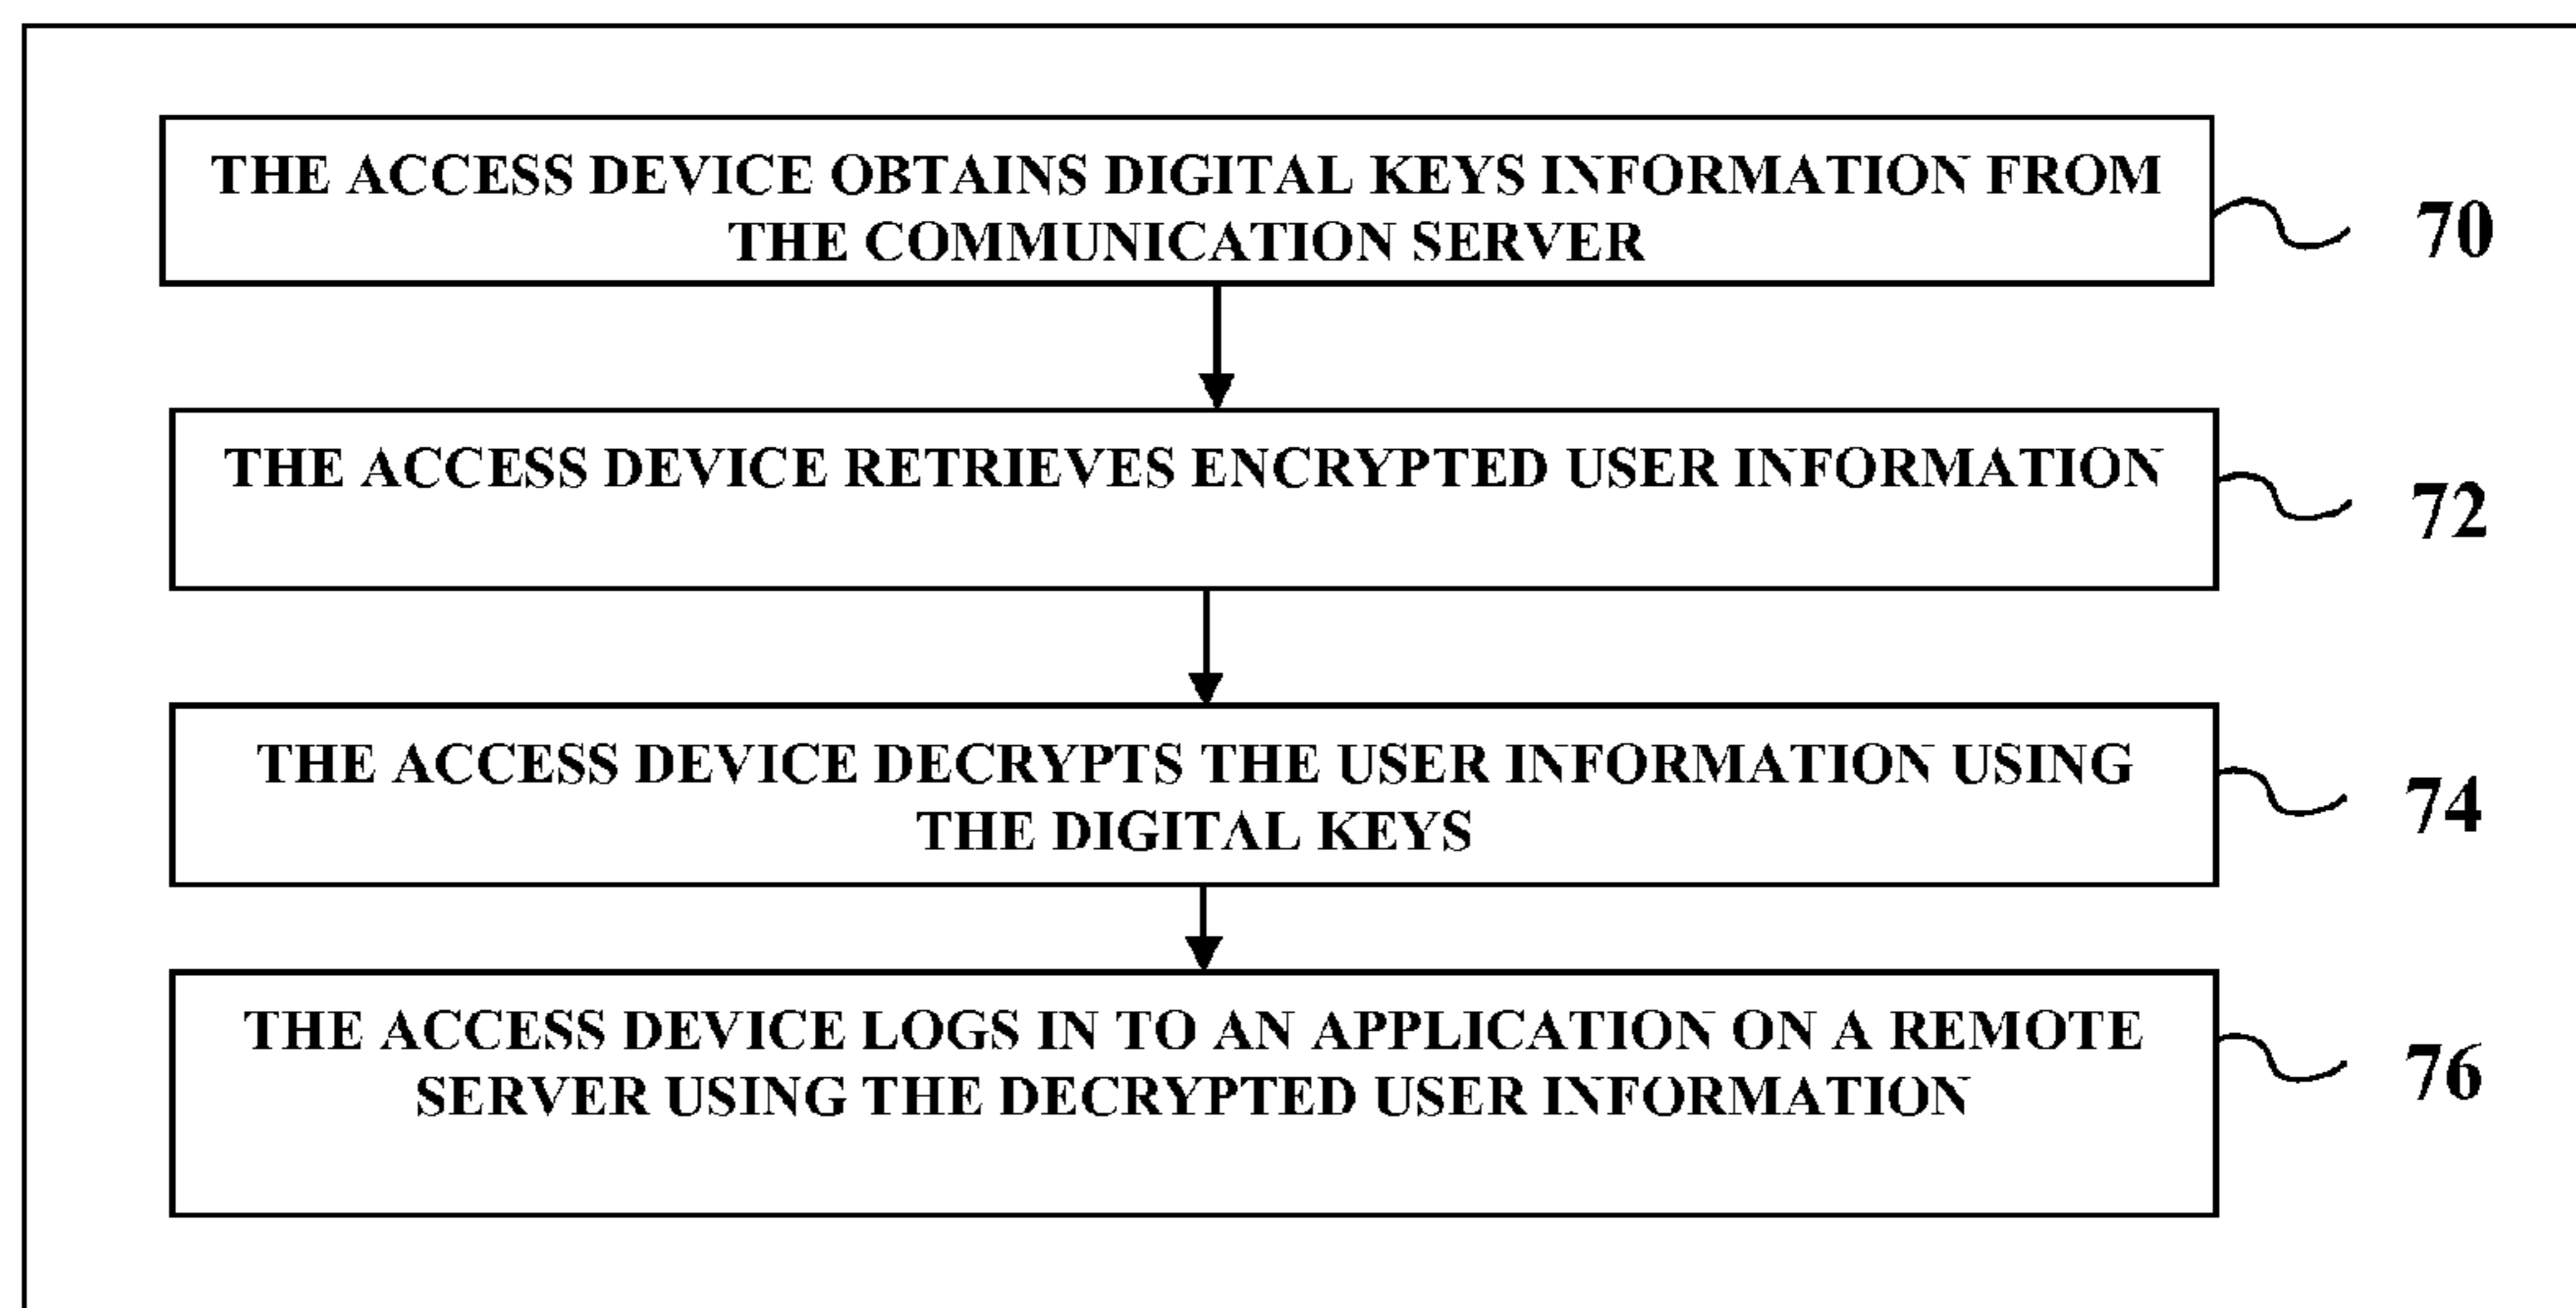 THE ACCESS DEVICE OBTAINS DIGITAL KEYS INFORMATION FROM
THE COMMUNICATION SERVER
70
THE ACCESS DEVICE RETRIEVES ENCRYPTED USER INFORMATION
72
THE ACCESS DEVICE DECRYPTS THE USER INFORMATION USING
THE DIGITAL KEYS
74
THE ACCESS DEVICE LOGS IN TO AN APPLICATION ON A REMOTE
SERVER USING THE DECRYPTED USER INFORMATION
76